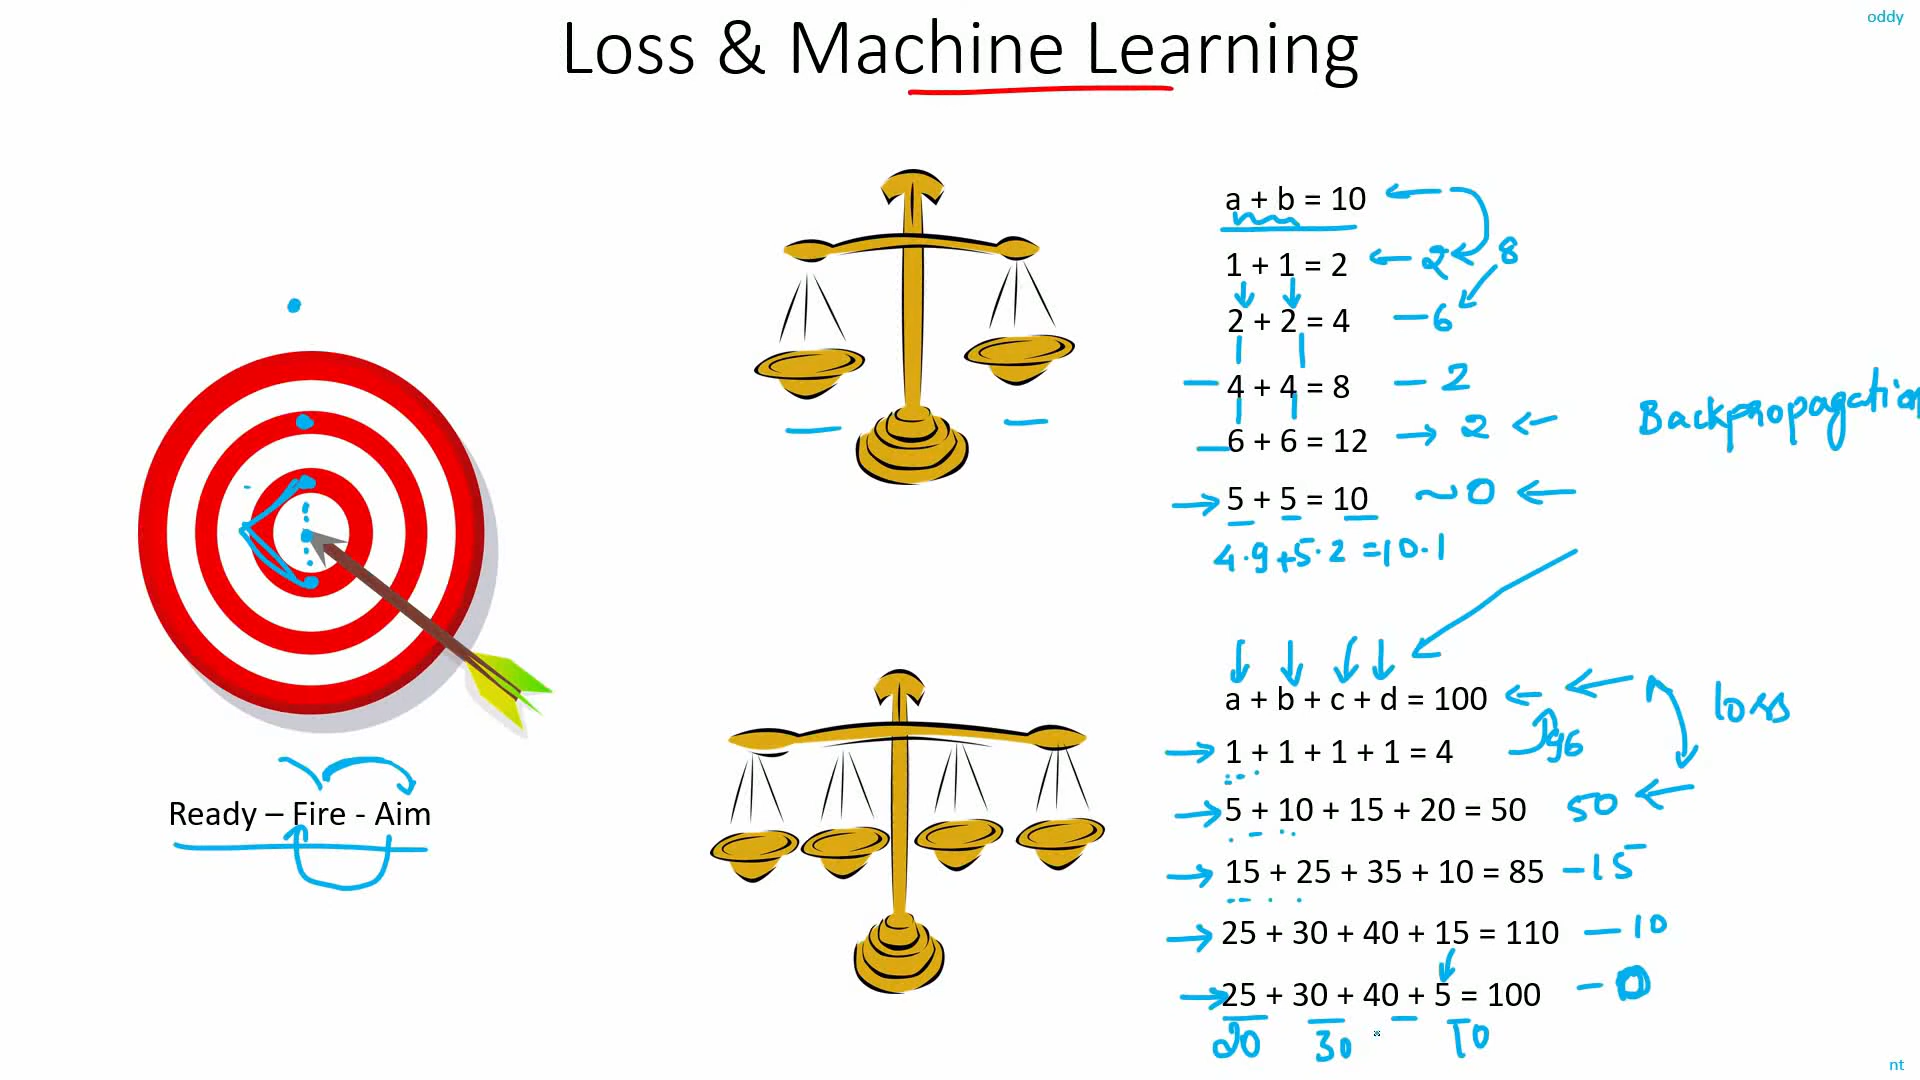 oddy
Loss & Machine Learning
a + b = 10
1 + 1 = 2 2 8
2 + 2 = 4 – 6
4 + 4 = 8 – 2
6 + 6 = 12 2
Backpropagation
5 + 5 = 10 ~ 0
4.9 + 5.2 = 10.1
a + b + c + d = 100
loss
1 + 1 + 1 + 1 = 4 96
Ready – Fire - Aim
5 + 10 + 15 + 20 = 50 50
15 + 25 + 35 + 10 = 85 – 15
25 + 30 + 40 + 15 = 110 – 10
25 + 30 + 40 + 5 = 100 – 0
20 30 10
nt